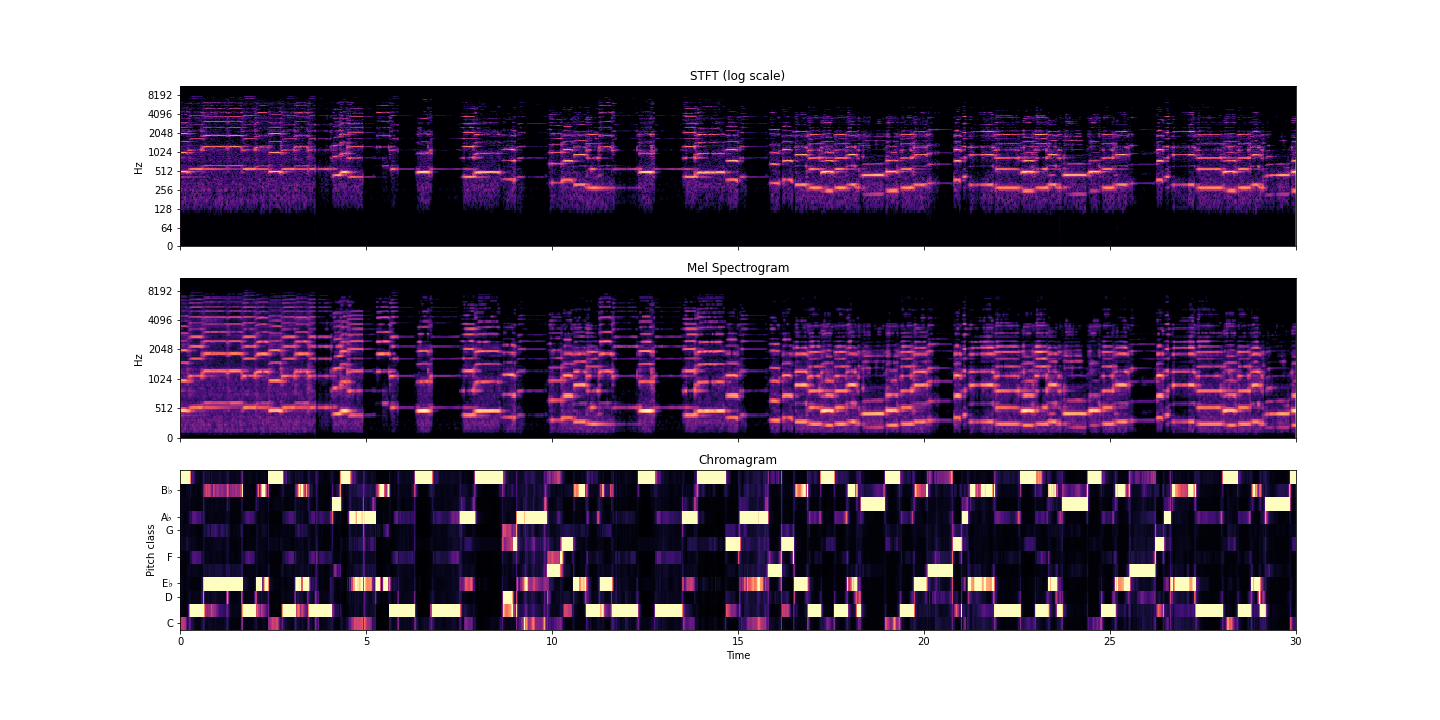 STFT (log scale)
8192
4096
2048
1024
512
256
128
64
0
Hz
Mel Spectrogram
8192
4096
2048
1024
512
0
Hz
Chromagram
B♭
A♭
G
F
E♭
D
C
Pitch class
0 5 10 15 20 25 30
Time